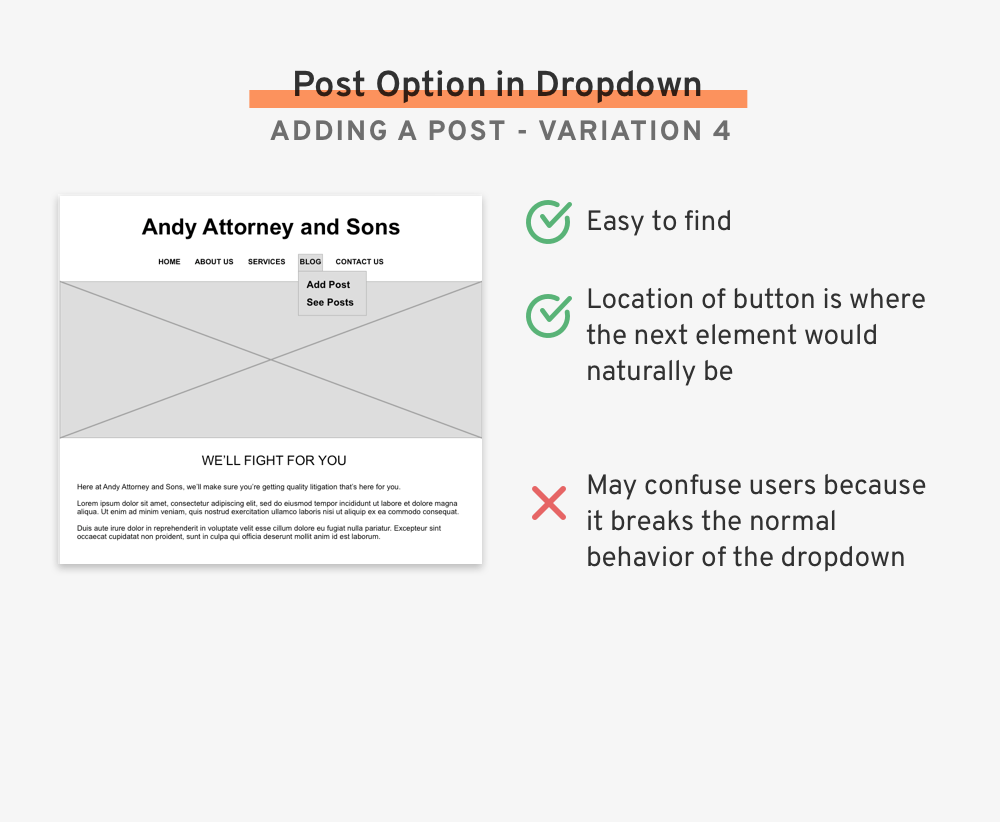 Post Option in Dropdown
ADDING A POST - VARIATION 4
Andy Attorney and Sons
HOME ABOUT US SERVICES BLOG CONTACT US
Add Post
See Posts
WE'LL FIGHT FOR YOU
Here at Andy Attorney and Sons, we'll make sure you're getting quality litigation that's here for you.
Lorem ipsum dolor sit amet, consectetur adipiscing elit, sed do eiusmod tempor incididunt ut labore et dolore magna
aliqua. Ut enim ad minim veniam, quis nostrud exercitation ullamco laboris nisi ut aliquip ex ea commodo consequat.
Duis aute irure dolor in reprehenderit in voluptate velit esse cillum dolore eu fugiat nulla pariatur. Excepteur sint
occaecat cupidatat non proident, sunt in culpa qui officia deserunt mollit anim id est laborum.
Easy to find
Location of button is where
the next element would
naturally be
May confuse users because
it breaks the normal
behavior of the dropdown